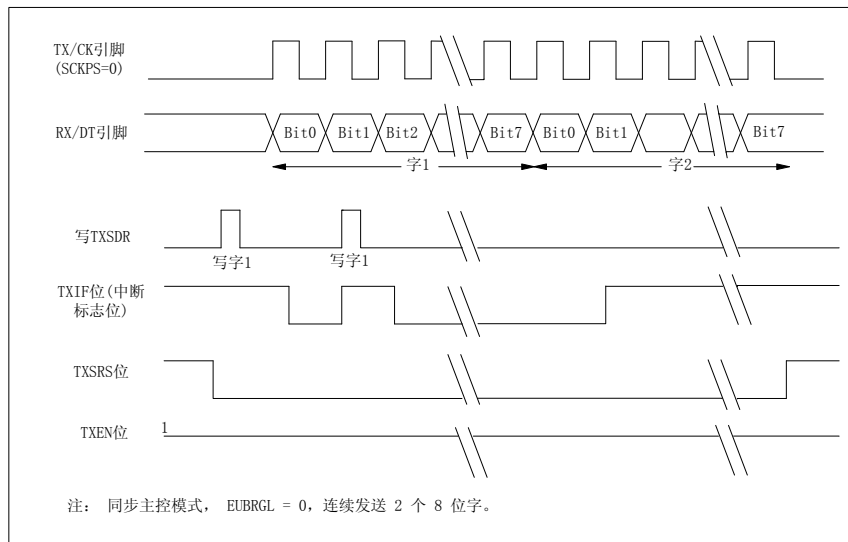 TX/CK引脚
(SCKPS=0)
RX/DT引脚
Bit0 Bit1 Bit2 Bit7 Bit0 Bit1 Bit7
字1 字2
写TXSDR
写字1 写字1
TXIF位(中断
标志位)
TXSRS位
TXEN位 1
注： 同步主控模式， EUBRGL = 0，连续发送 2 个 8 位字。